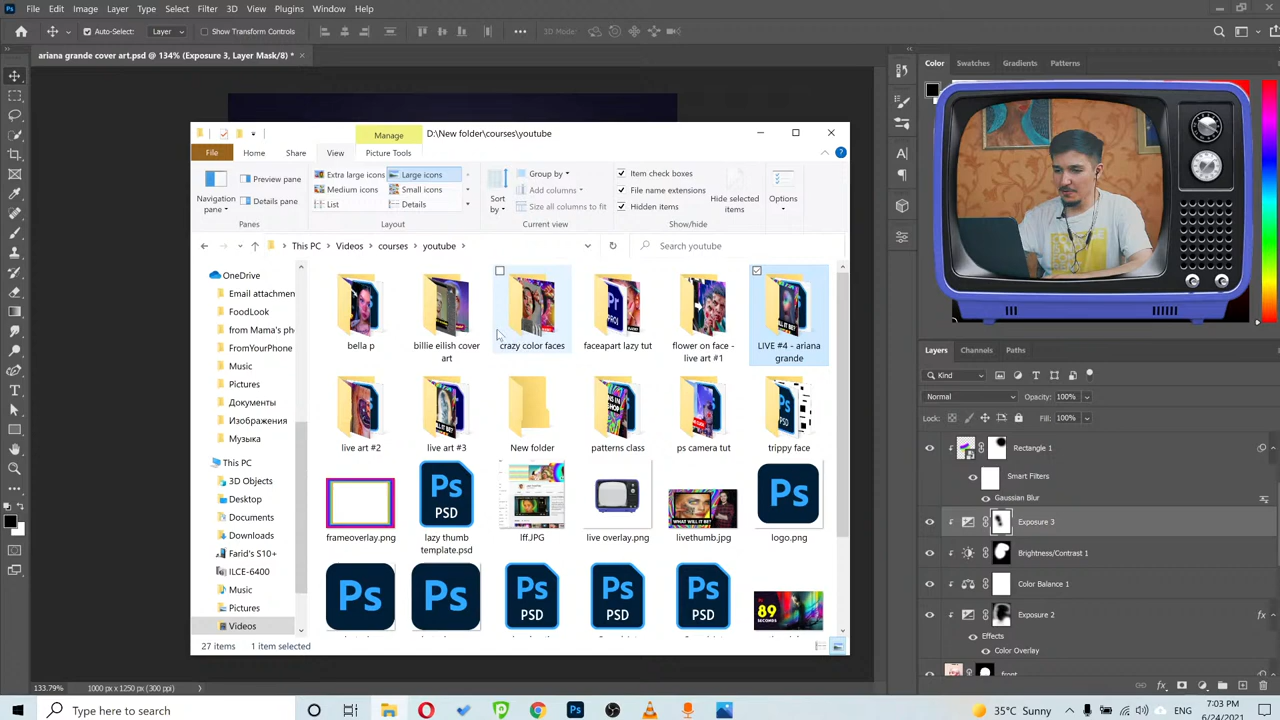 Ps File Edit Image Layer Type Select Filter 3D View Plugins Window Help
Auto-Select: Layer Show Transform Controls 3D Mode:
ariana grande cover art.psd @ 134% (Exposure 3, Layer Mask/8) *
Color Swatches Gradients Patterns
D:\New folder\courses\youtube
Manage
File Home Share View Picture Tools
Navigation pane
Preview pane
Details pane
Panes
Extra large icons Large icons
Medium icons Small icons
List Details
Layout
Sort by
Group by
Add columns
Size all columns to fit
Current view
Item check boxes
File name extensions
Hidden items
Hide selected items
Show/hide
Options
This PC Videos courses youtube
Search youtube
OneDrive
Email attachmen
FoodLook
from Mama's ph
FromYourPhone
Music
Pictures
Документы
Изображения
Музыка
This PC
3D Objects
Desktop
Documents
Downloads
Farid's S10+
ILCE-6400
Music
Pictures
Videos
bella p
billie eilish cover art
crazy color faces
faceapart lazy tut
flower on face - live art #1
LIVE #4 - ariana grande
live art #2
live art #3
New folder
patterns class
ps camera tut
trippy face
frameoverlay.png
lazy thumb template.psd
lff.JPG
live overlay.png
livethumb.jpg
logo.png
WHAT WILL IT BE?
Ps PSD
89 SECONDS
27 items 1 item selected
Layers Channels Paths
Kind
Normal Opacity: 100%
Lock: Fill: 100%
Rectangle 1
Smart Filters
Gaussian Blur
Exposure 3
Brightness/Contrast 1
Color Balance 1
Exposure 2
Effects
Color Overlay
front
133.79% 1000 px x 1250 px (300 ppi)
Type here to search
35°C Sunny
ENG
7:03 PM
6/24/2021